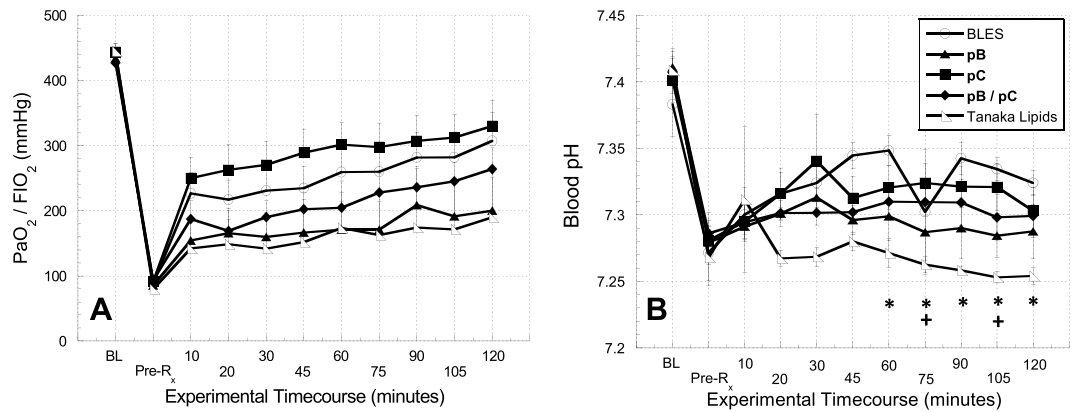 500
400
300
200
100
0
PaO2 / FIO2 (mmHg)
A
BL
Pre-Rx
10
20
30
45
60
75
90
105
120
Experimental Timecourse (minutes)
7.45
7.4
7.35
7.3
7.25
7.2
Blood pH
BLES
pB
pC
pB / pC
Tanaka Lipids
B
* * * * *
+ +
BL
Pre-Rx
10
20
30
45
60
75
90
105
120
Experimental Timecourse (minutes)